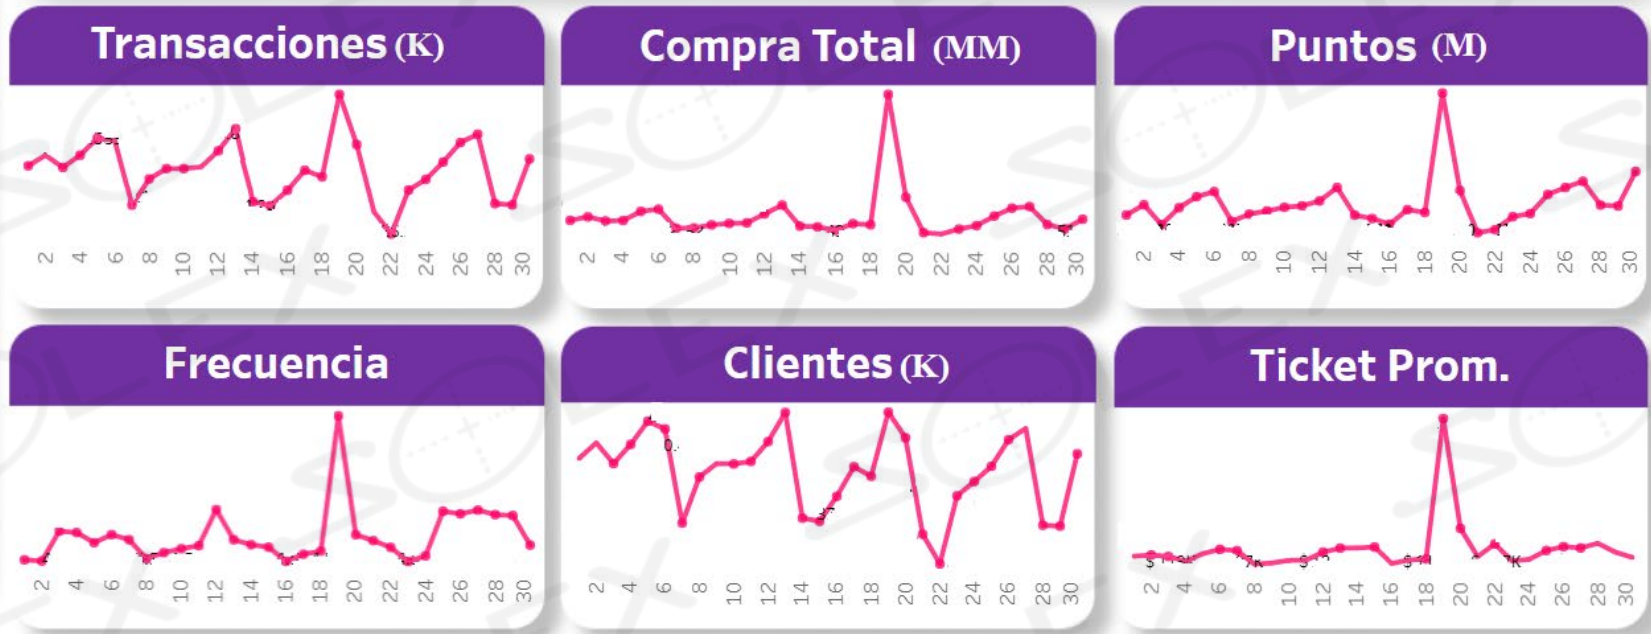 Transacciones (K)
2 4 6 8 10 12 14 16 18 20 22 24 26 28 30
Compra Total (MM)
2 4 6 8 10 12 14 16 18 20 22 24 26 28 30
Puntos (M)
2 4 6 8 10 12 14 16 18 20 22 24 26 28 30
Frecuencia
2 4 6 8 10 12 14 16 18 20 22 24 26 28 30
Clientes (K)
2 4 6 8 10 12 14 16 18 20 22 24 26 28 30
Ticket Prom.
2 4 6 8 10 12 14 16 18 20 22 24 26 28 30
SOLEX